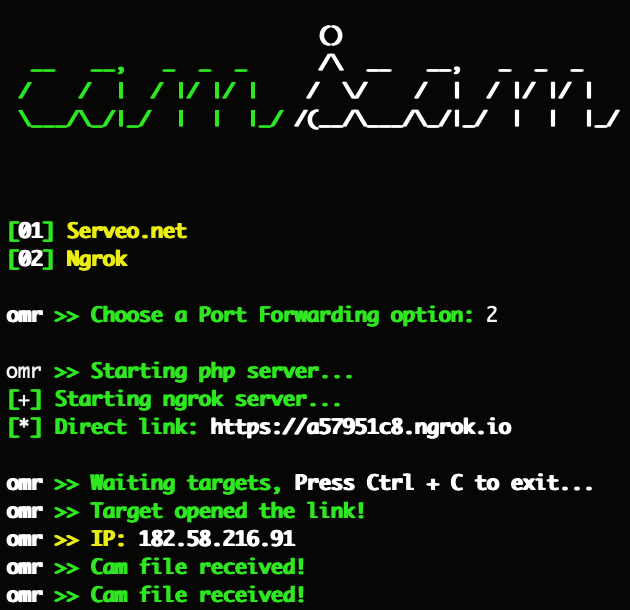 [01] Serveo.net
[02] Ngrok
omr >> Choose a Port Forwarding option: 2
omr >> Starting php server...
[+] Starting ngrok server...
[*] Direct link: https://a57951c8.ngrok.io
omr >> Waiting targets, Press Ctrl + C to exit...
omr >> Target opened the link!
omr >> IP: 182.58.216.91
omr >> Cam file received!
omr >> Cam file received!